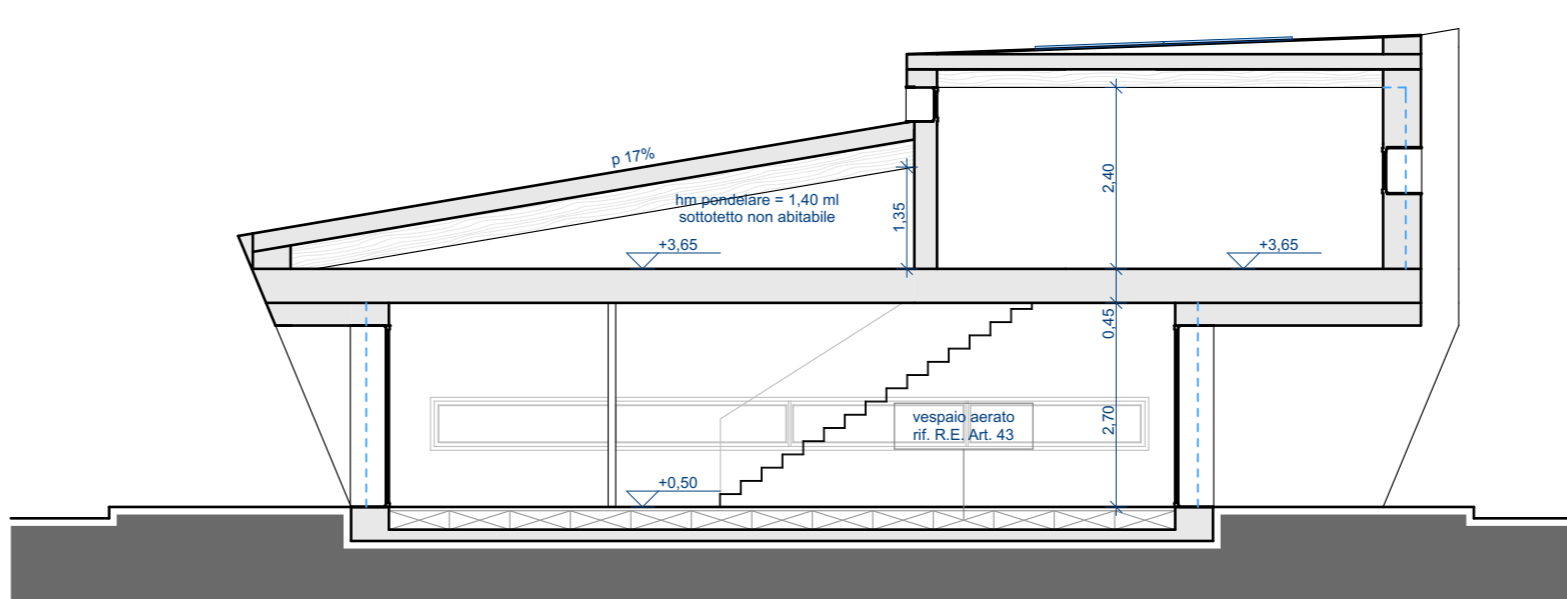 p 17%
2,40
hm pondelare = 1,40 ml
sottotetto non abitabile
1,35
+3,65
+3,65
0,45
vespaio aerato
rif. R.E. Art. 43
2,70
+0,50